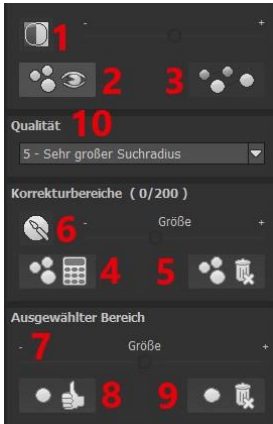 - +
1
2 3
Qualität 10
5 - Sehr großer Suchradius
Korrekturbereiche ( 0/200 )
6 - Größe +
4 5
Ausgewählter Bereich
7
- Größe +
8 9